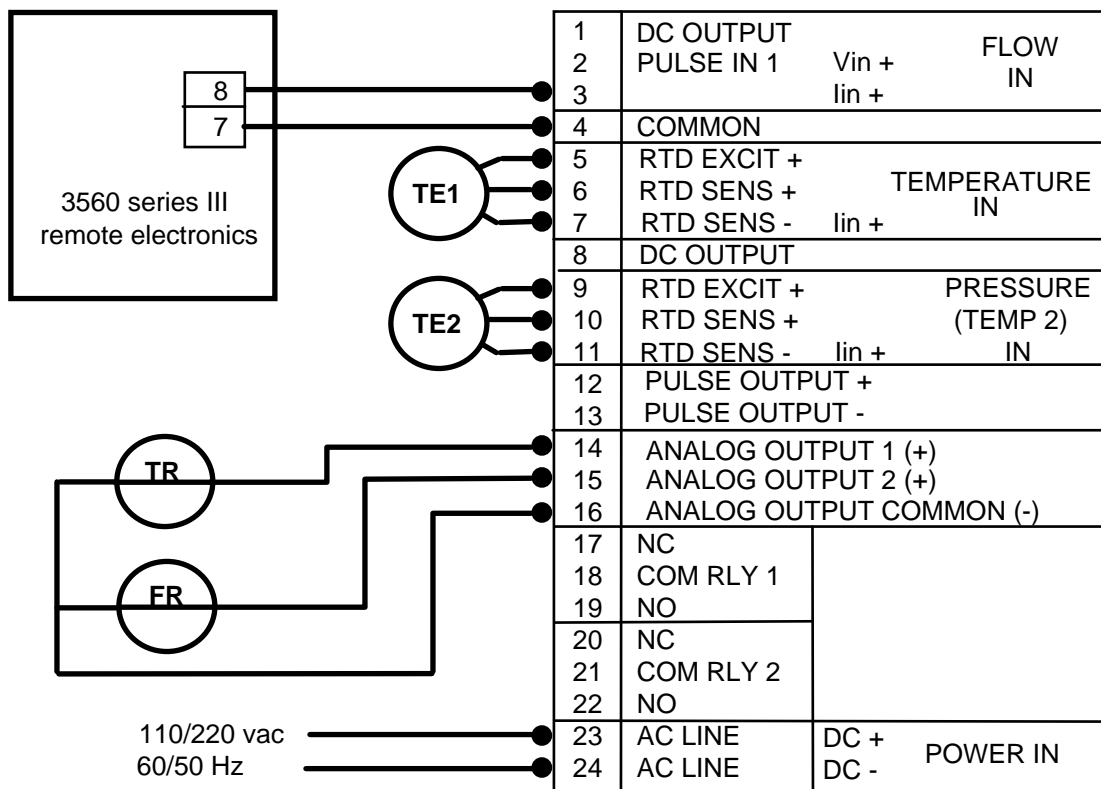 8
7
3560 series III
remote electronics
TE1
TE2
TR
FR
110/220 vac
60/50 Hz
1 DC OUTPUT
2 PULSE IN 1 Vin +
3 Iin +
FLOW
IN
4 COMMON
5 RTD EXCIT +
6 RTD SENS +
7 RTD SENS - Iin +
TEMPERATURE
IN
8 DC OUTPUT
9 RTD EXCIT + PRESSURE
10 RTD SENS + (TEMP 2)
11 RTD SENS - Iin + IN
12 PULSE OUTPUT +
13 PULSE OUTPUT -
14 ANALOG OUTPUT 1 (+)
15 ANALOG OUTPUT 2 (+)
16 ANALOG OUTPUT COMMON (-)
17 NC
18 COM RLY 1
19 NO
20 NC
21 COM RLY 2
22 NO
23 AC LINE DC +
24 AC LINE DC -
POWER IN